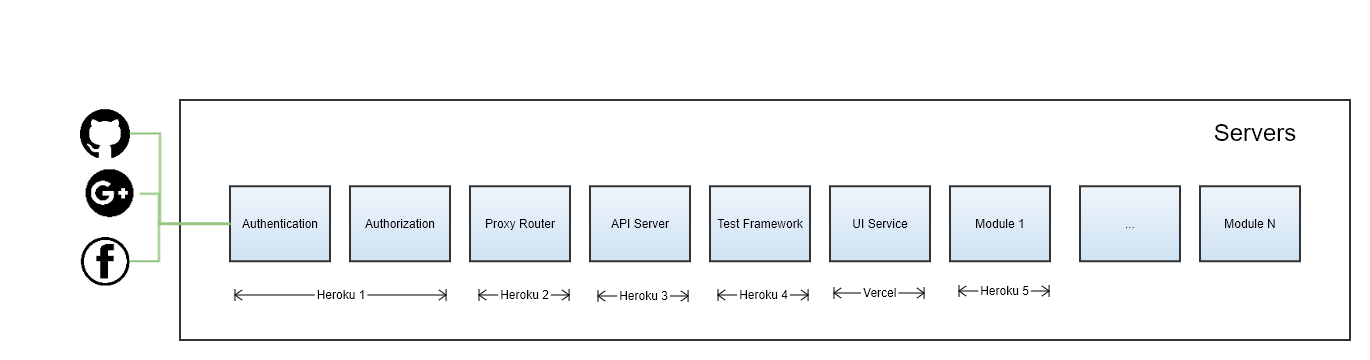 Servers
G+
f
Authentication
Authorization
Proxy Router
API Server
Test Framework
UI Service
Module 1
...
Module N
Heroku 1
Heroku 2
Heroku 3
Heroku 4
Vercel
Heroku 5